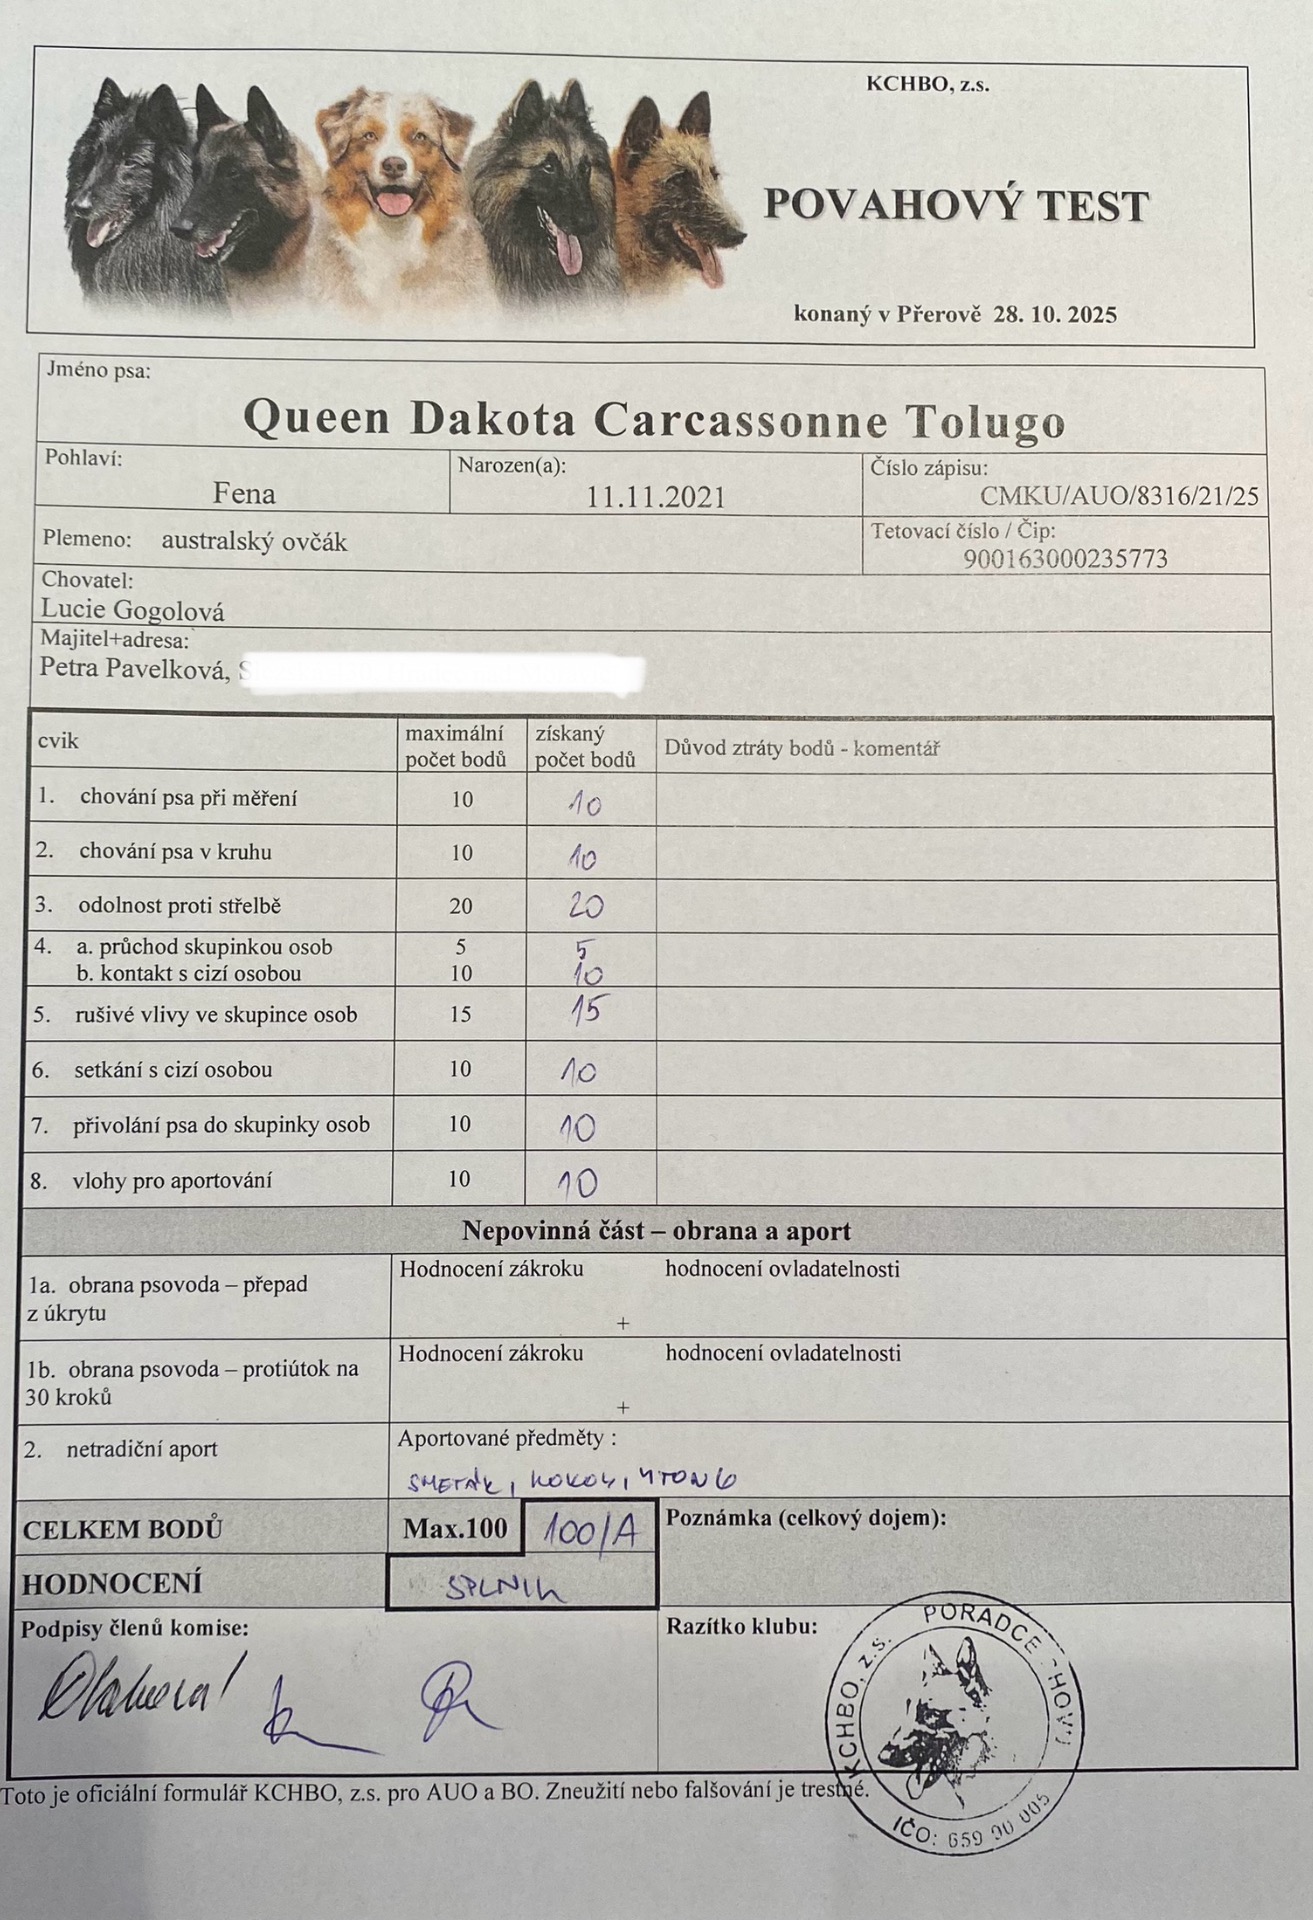 KCHBO, z.s.
POVAHOVÝ TEST
konaný v Přerově 28. 10. 2025
Jméno psa:
Queen Dakota Carcassonne Tolugo
Pohlaví:
Fena
Narozen(a):
11.11.2021
Číslo zápisu:
CMKU/AUO/8316/21/25
Plemeno: australský ovčák
Tetovací číslo / Čip:
900163000235773
Chovatel:
Lucie Gogolová
Majitel+adresa:
Petra Pavelková,
cvik
maximální počet bodů
získaný počet bodů
Důvod ztráty bodů - komentář
1. chování psa při měření 10 10
2. chování psa v kruhu 10 10
3. odolnost proti střelbě 20 20
4. a. průchod skupinkou osob 5 5
b. kontakt s cizí osobou 10 10
5. rušivé vlivy ve skupince osob 15 15
6. setkání s cizí osobou 10 10
7. přivolání psa do skupinky osob 10 10
8. vlohy pro aportování 10 10
Nepovinná část – obrana a aport
1a. obrana psovoda – přepad
z úkrytu
Hodnocení zákroku hodnocení ovladatelnosti
+
1b. obrana psovoda – protiútok na
30 kroků
Hodnocení zákroku hodnocení ovladatelnosti
+
2. netradiční aport
Aportované předměty :
SMETÁK,
CELKEM BODŮ Max.100 100/A
Poznámka (celkový dojem):
HODNOCENÍ
Podpisy členů komise:
Razítko klubu:
KCHBO, z.s. PORADCE CHOVU
IČO: 659 90 005
Toto je oficiální formulář KCHBO, z.s. pro AUO a BO. Zneužití nebo falšování je trestné.